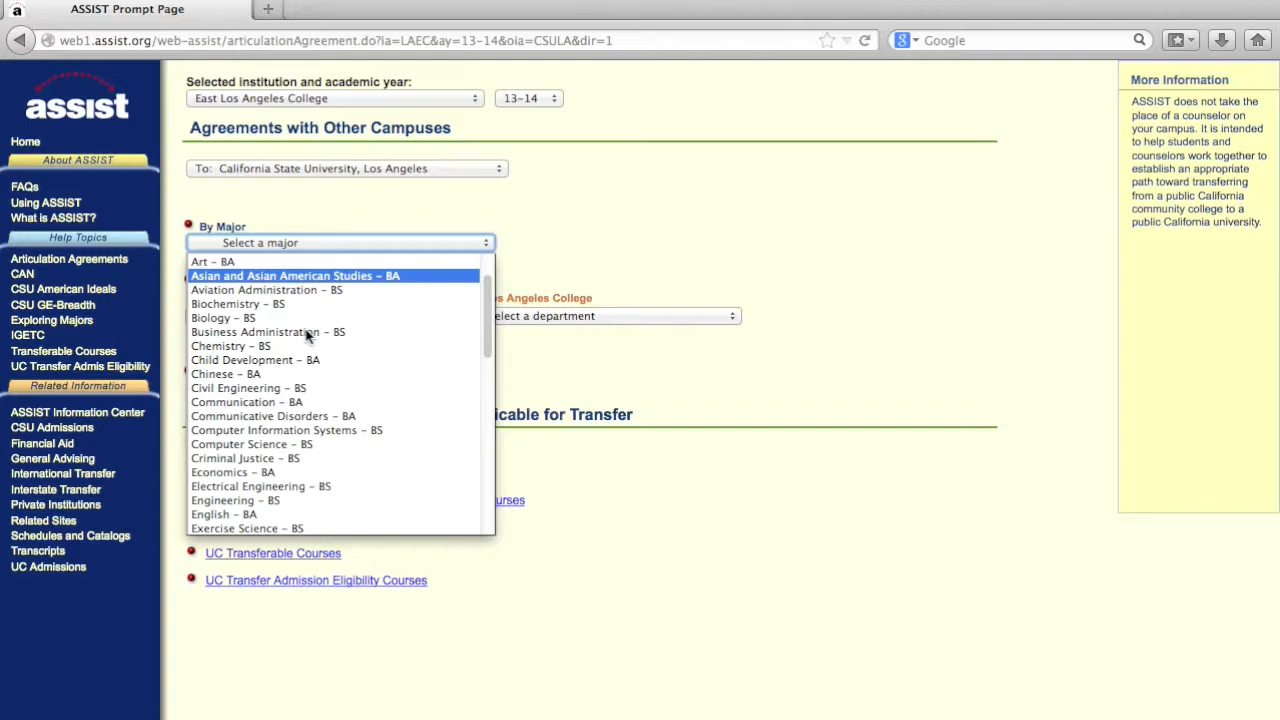 ASSIST Prompt Page
web1.assist.org/web-assist/articulationAgreement.do?ia=LAEC&ay=13-14&oia=CSULA&dir=1
Google
assist
Home
About ASSIST
FAQs
Using ASSIST
What is ASSIST?
Help Topics
Articulation Agreements
CAN
CSU American Ideals
CSU GE-Breadth
Exploring Majors
IGETC
Transferable Courses
UC Transfer Admis Eligibility
Related Information
ASSIST Information Center
CSU Admissions
Financial Aid
General Advising
International Transfer
Interstate Transfer
Private Institutions
Related Sites
Schedules and Catalogs
Transcripts
UC Admissions
Selected institution and academic year:
East Los Angeles College 13-14
Agreements with Other Campuses
To: California State University, Los Angeles
By Major
Select a major
Art - BA
Asian and Asian American Studies - BA
Aviation Administration - BS
Biochemistry - BS
Biology - BS
Business Administration - BS
Chemistry - BS
Child Development - BA
Chinese - BA
Civil Engineering - BS
Communication - BA
Communicative Disorders - BA
Computer Information Systems - BS
Computer Science - BS
Criminal Justice - BS
Economics - BA
Electrical Engineering - BS
Engineering - BS
English - BA
Exercise Science - BS
s Angeles College
elect a department
icable for Transfer
urses
UC Transferable Courses
UC Transfer Admission Eligibility Courses
More Information
ASSIST does not take the
place of a counselor on
your campus. It is intended
to help students and
counselors work together to
establish an appropriate
path toward transferring
from a public California
community college to a
public California university.